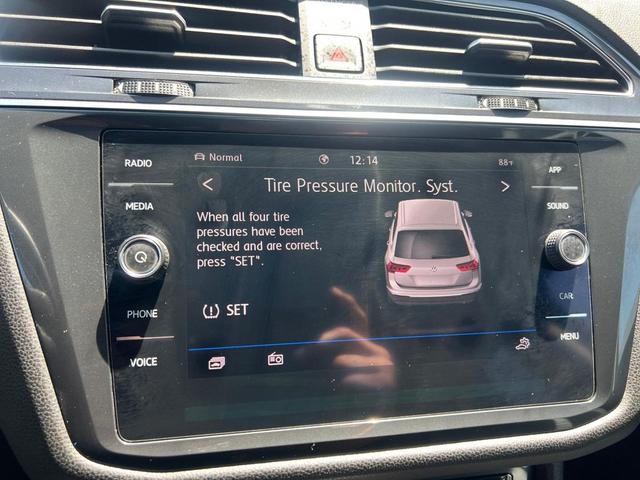 RADIO
MEDIA
PHONE
VOICE
Normal
12:14
88°F
Tire Pressure Monitor. Syst.
When all four tire
pressures have been
checked and are correct,
press "SET".
SET
APP
SOUND
CAR
MENU